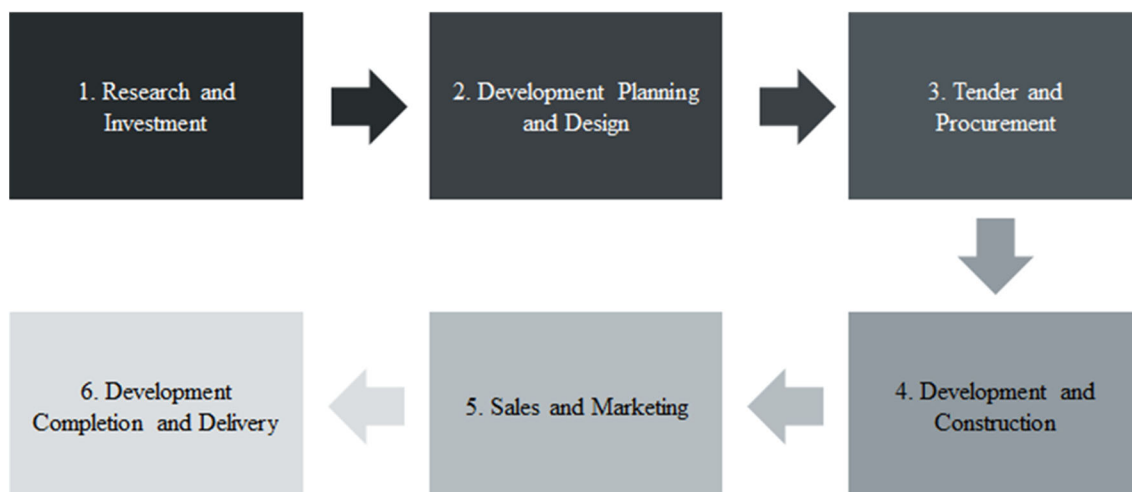 1. Research and
Investment
2. Development Planning
and Design
3. Tender and
Procurement
4. Development and
Construction
5. Sales and Marketing
6. Development
Completion and Delivery